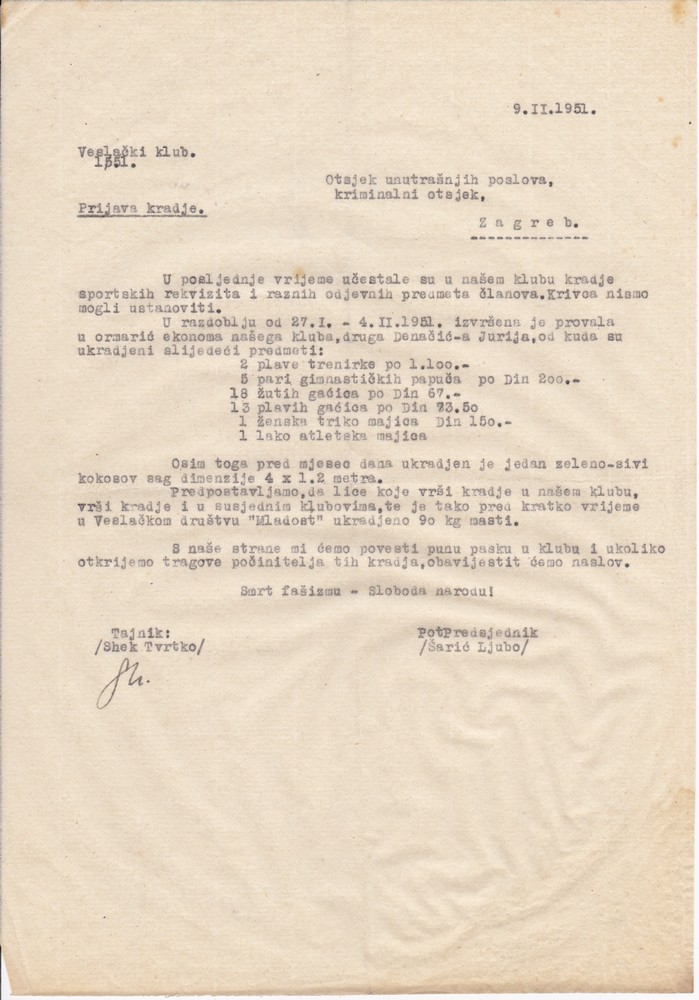 9.II.1951.
Veslački klub.
1951.
Otsjek unutrašnjih poslova,
kriminalni otsjek,
Prijava kradje.
Z a g r e b.
U posljednje vrijeme učestale su u našem klubu kradje
sportskih rekvizita i raznih odjevnih predmeta članova.Krivca nismo
mogli ustanoviti.
U razdoblju od 27.I. - 4.II.1951. izvršena je provala
u ormarić ekonoma našega kluba,druga Denačić-a Jurija,od kuda su
ukradjeni slijedeći predmeti:
2 plave trenirke po 1.100.-
5 pari gimnastičkih papuča po Din 200.-
18 žutih gaćica po Din 67.-
13 plavih gaćica po Din 73.50
1 ženska triko majica Din 150.-
1 lako atletska majica
Osim toga pred mjesec dana ukradjen je jedan zeleno-sivi
kokosov sag dimenzije 4 x 1.2 metra.
Predpostavljamo,da lice koje vrši kradje u našem klubu,
vrši kradje i u susjednim klubovima,te je tako pred kratko vrijeme
u Veslačkom društvu "Mladost" ukradjeno 90 kg masti.
S naše strane mi ćemo povesti punu pasku u klubu i ukoliko
otkrijemo tragove počinitelja tih kradja,obavijestit ćemo naslov.
Smrt fašizmu - Sloboda narodu!
Tajnik:
/Shek Tvrtko/
PotPredsjednik
/Šarić Ljubo/